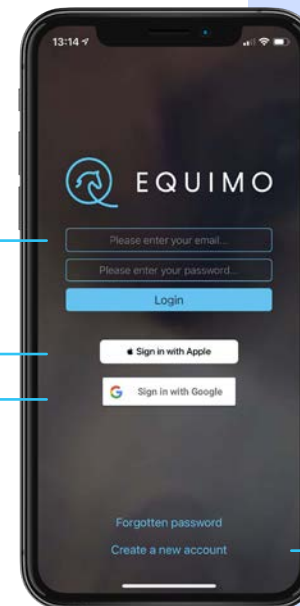 13:14
EQUIMO
Please enter your email...
Please enter your password...
Login
Sign in with Apple
Sign in with Google
Forgotten password
Create a new account